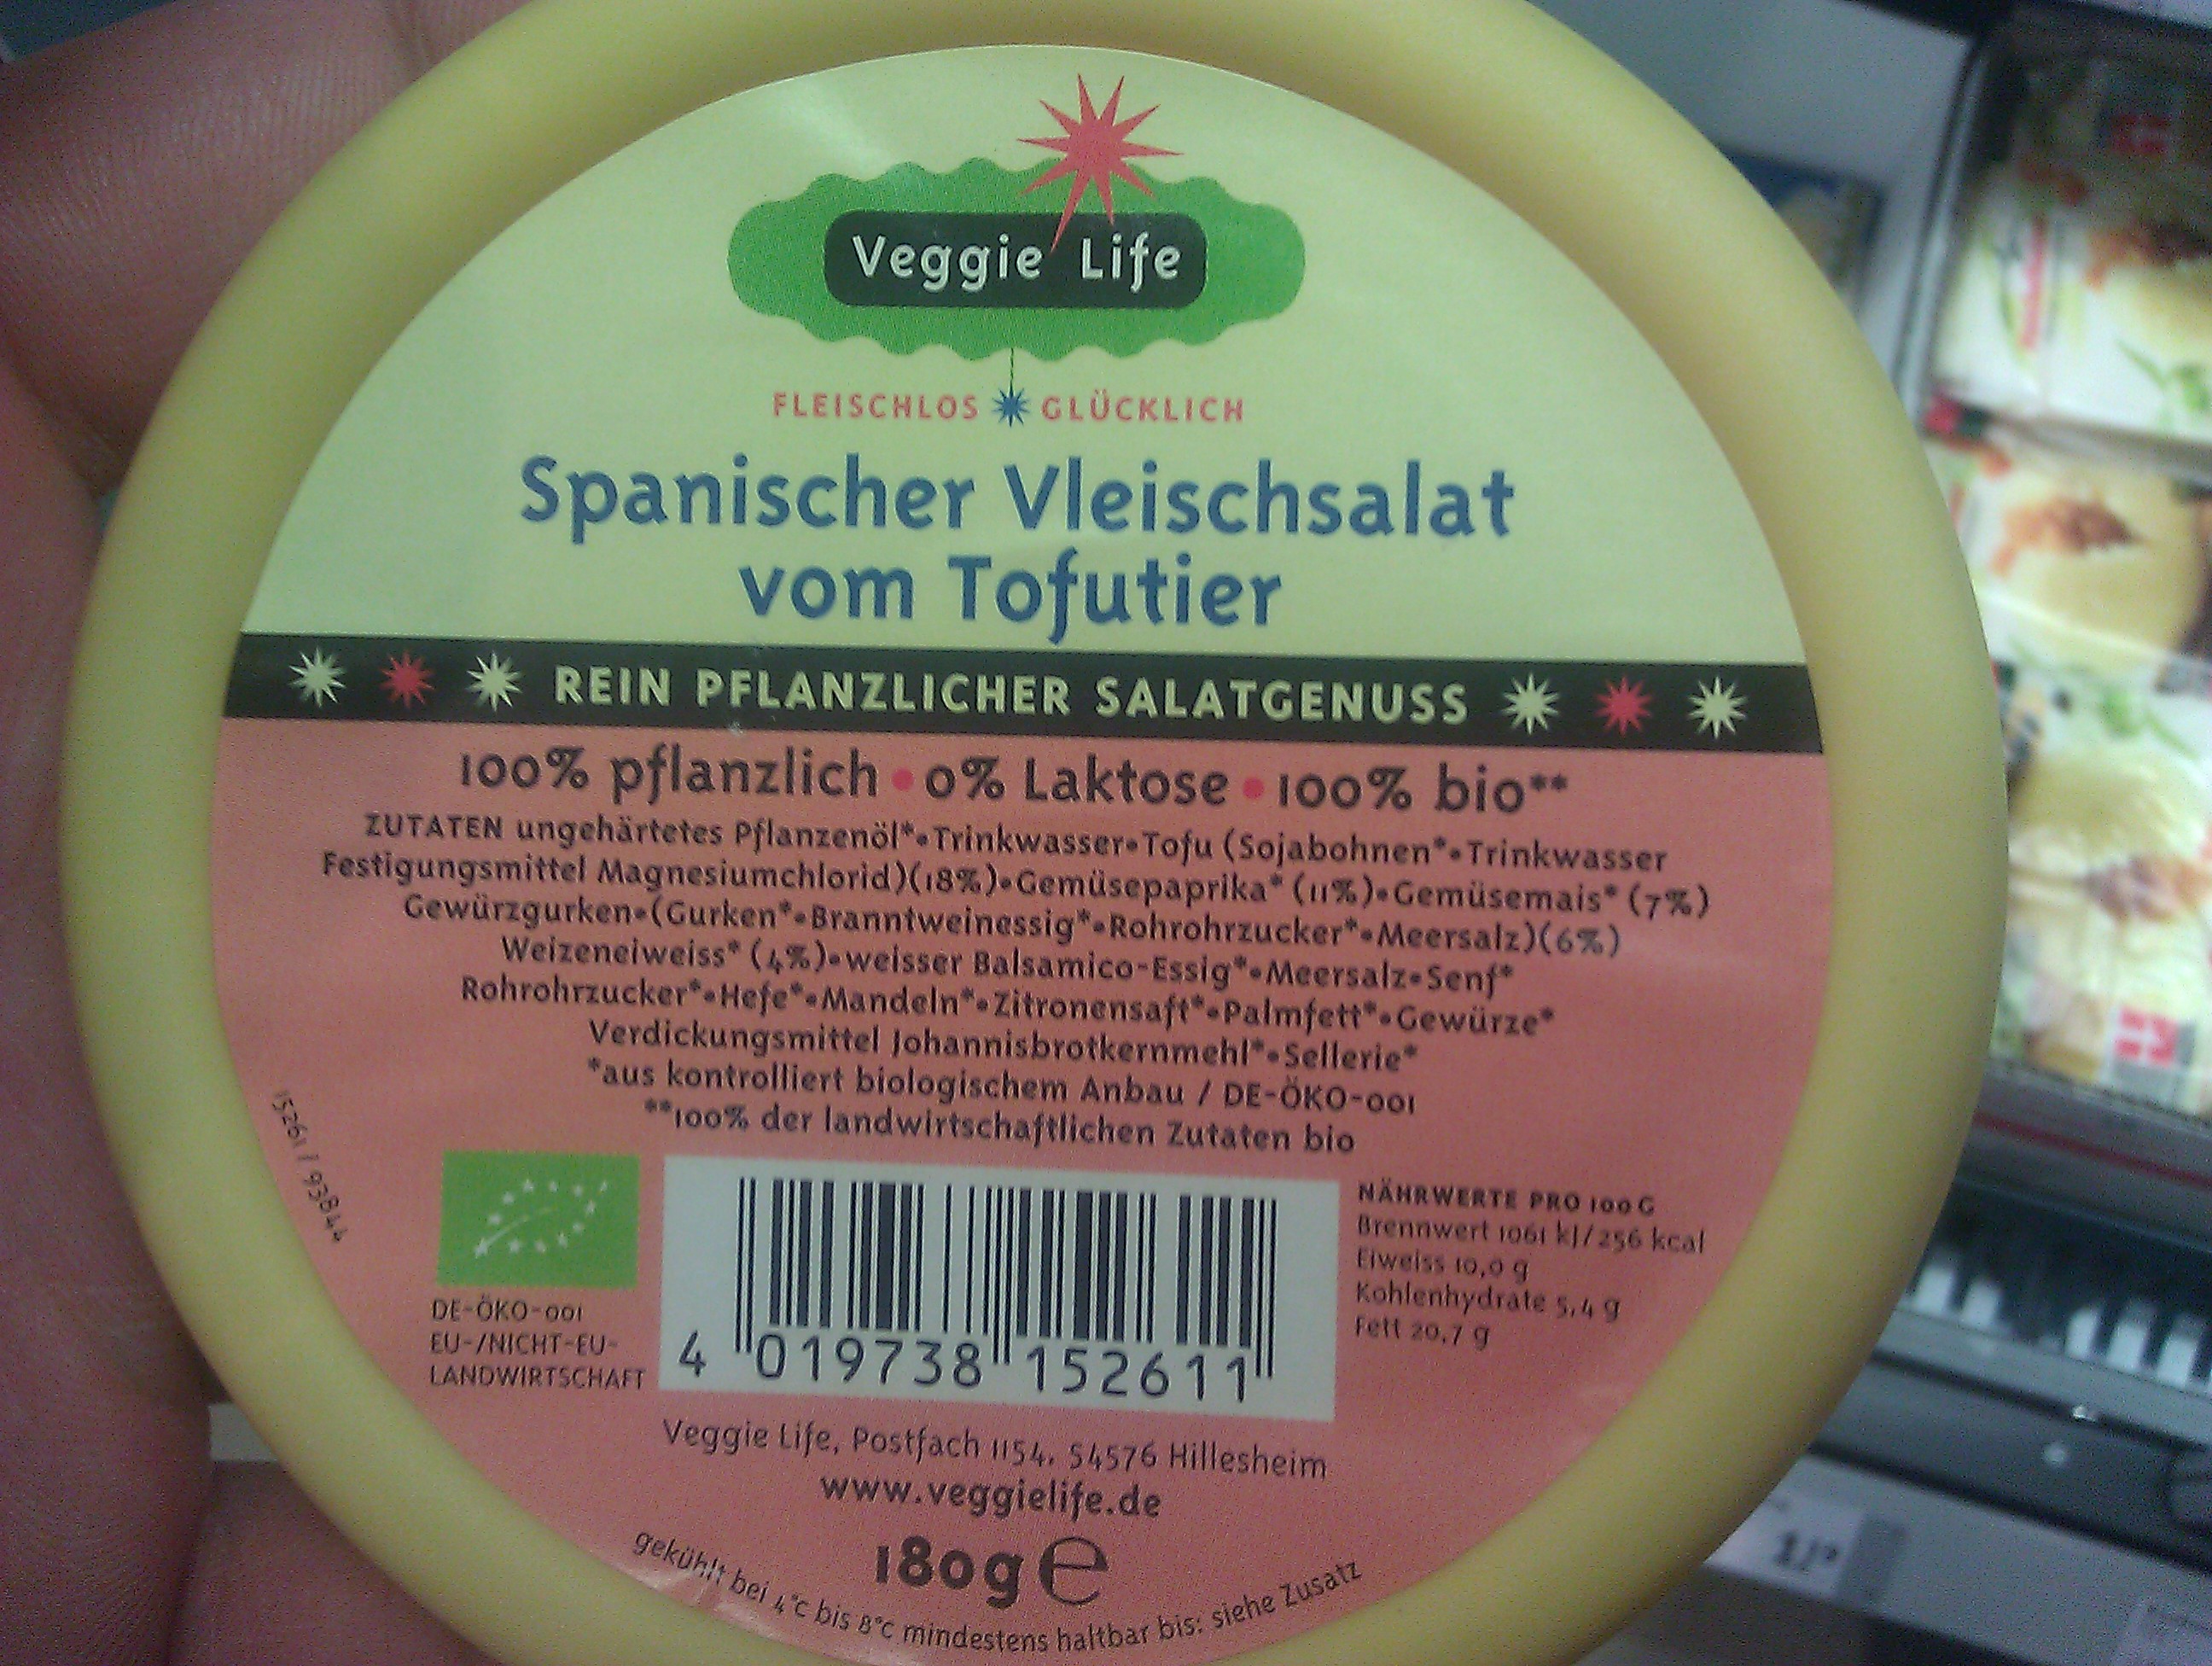 Veggie Life
FLEISCHLOS GLÜCKLICH
Spanischer Vleischsalat
vom Tofutier
REIN PFLANZLICHER SALATGENUSS
100% pflanzlich • 0% Laktose • 100% bio**
ZUTATEN ungehärtetes Pflanzenöl*•Trinkwasser•Tofu (Sojabohnen*•Trinkwasser
Festigungsmittel Magnesiumchlorid)(18%)•Gemüsepaprika* (11%)•Gemüsemais* (7%)
Gewürzgurken•(Gurken*•Branntweinessig*•Rohrohrzucker*•Meersalz)(6%)
Weizeneiweiss* (4%)•weisser Balsamico-Essig*•Meersalz•Senf*
Rohrohrzucker*•Hefe*•Mandeln*•Zitronensaft*•Palmfett*•Gewürze*
Verdickungsmittel Johannisbrotkernmehl*•Sellerie*
*aus kontrolliert biologischem Anbau / DE-ÖKO-001
**100% der landwirtschaftlichen Zutaten bio
15261 | 93844
DE-ÖKO-001
EU-/NICHT-EU-
LANDWIRTSCHAFT
4 019738 152611
NÄHRWERTE PRO 100 G
Brennwert 1061 kJ/256 kcal
Eiweiss 10,0 g
Kohlenhydrate 5,4 g
Fett 20,7 g
Veggie Life, Postfach 1154, 54576 Hillesheim
www.veggielife.de
180g e
gekühlt bei 4°C bis 8°C mindestens haltbar bis: siehe Zusatz